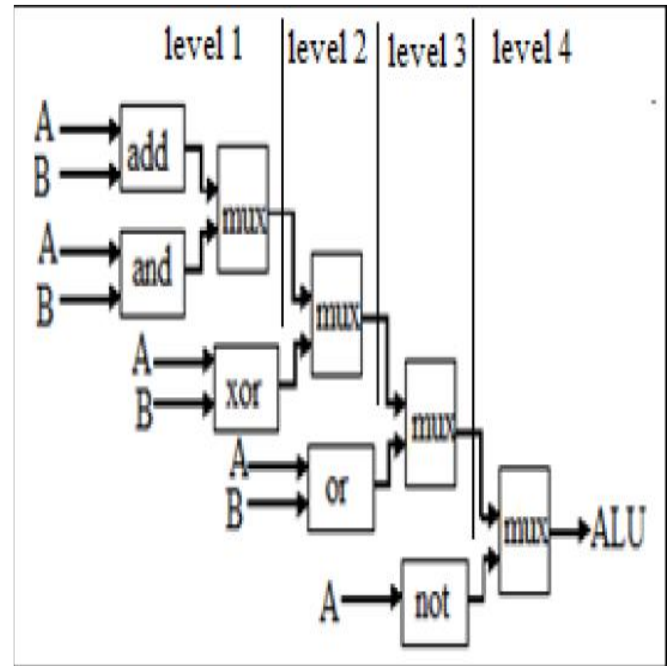 level 1 level 2 level 3 level 4
A
add
B
mux
A
and
B
mux
A
xor
B
mux
A
or
B
mux ALU
A not